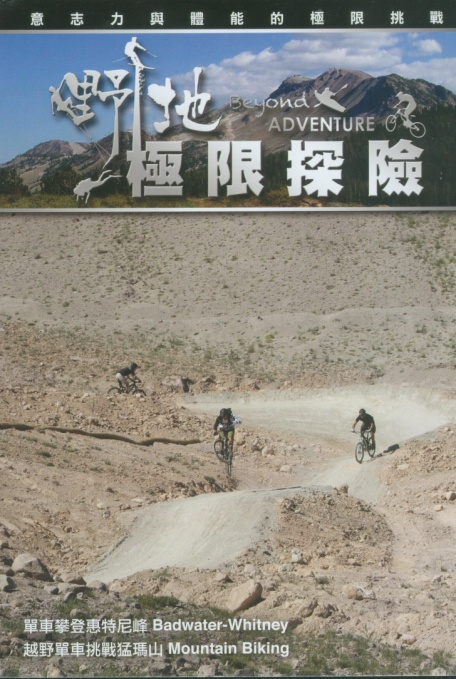 意志力與體能的極限挑戰
野地
Beyond
ADVENTURE
極限探險
單車攀登惠特尼峰 Badwater-Whitney
越野單車挑戰猛瑪山 Mountain Biking